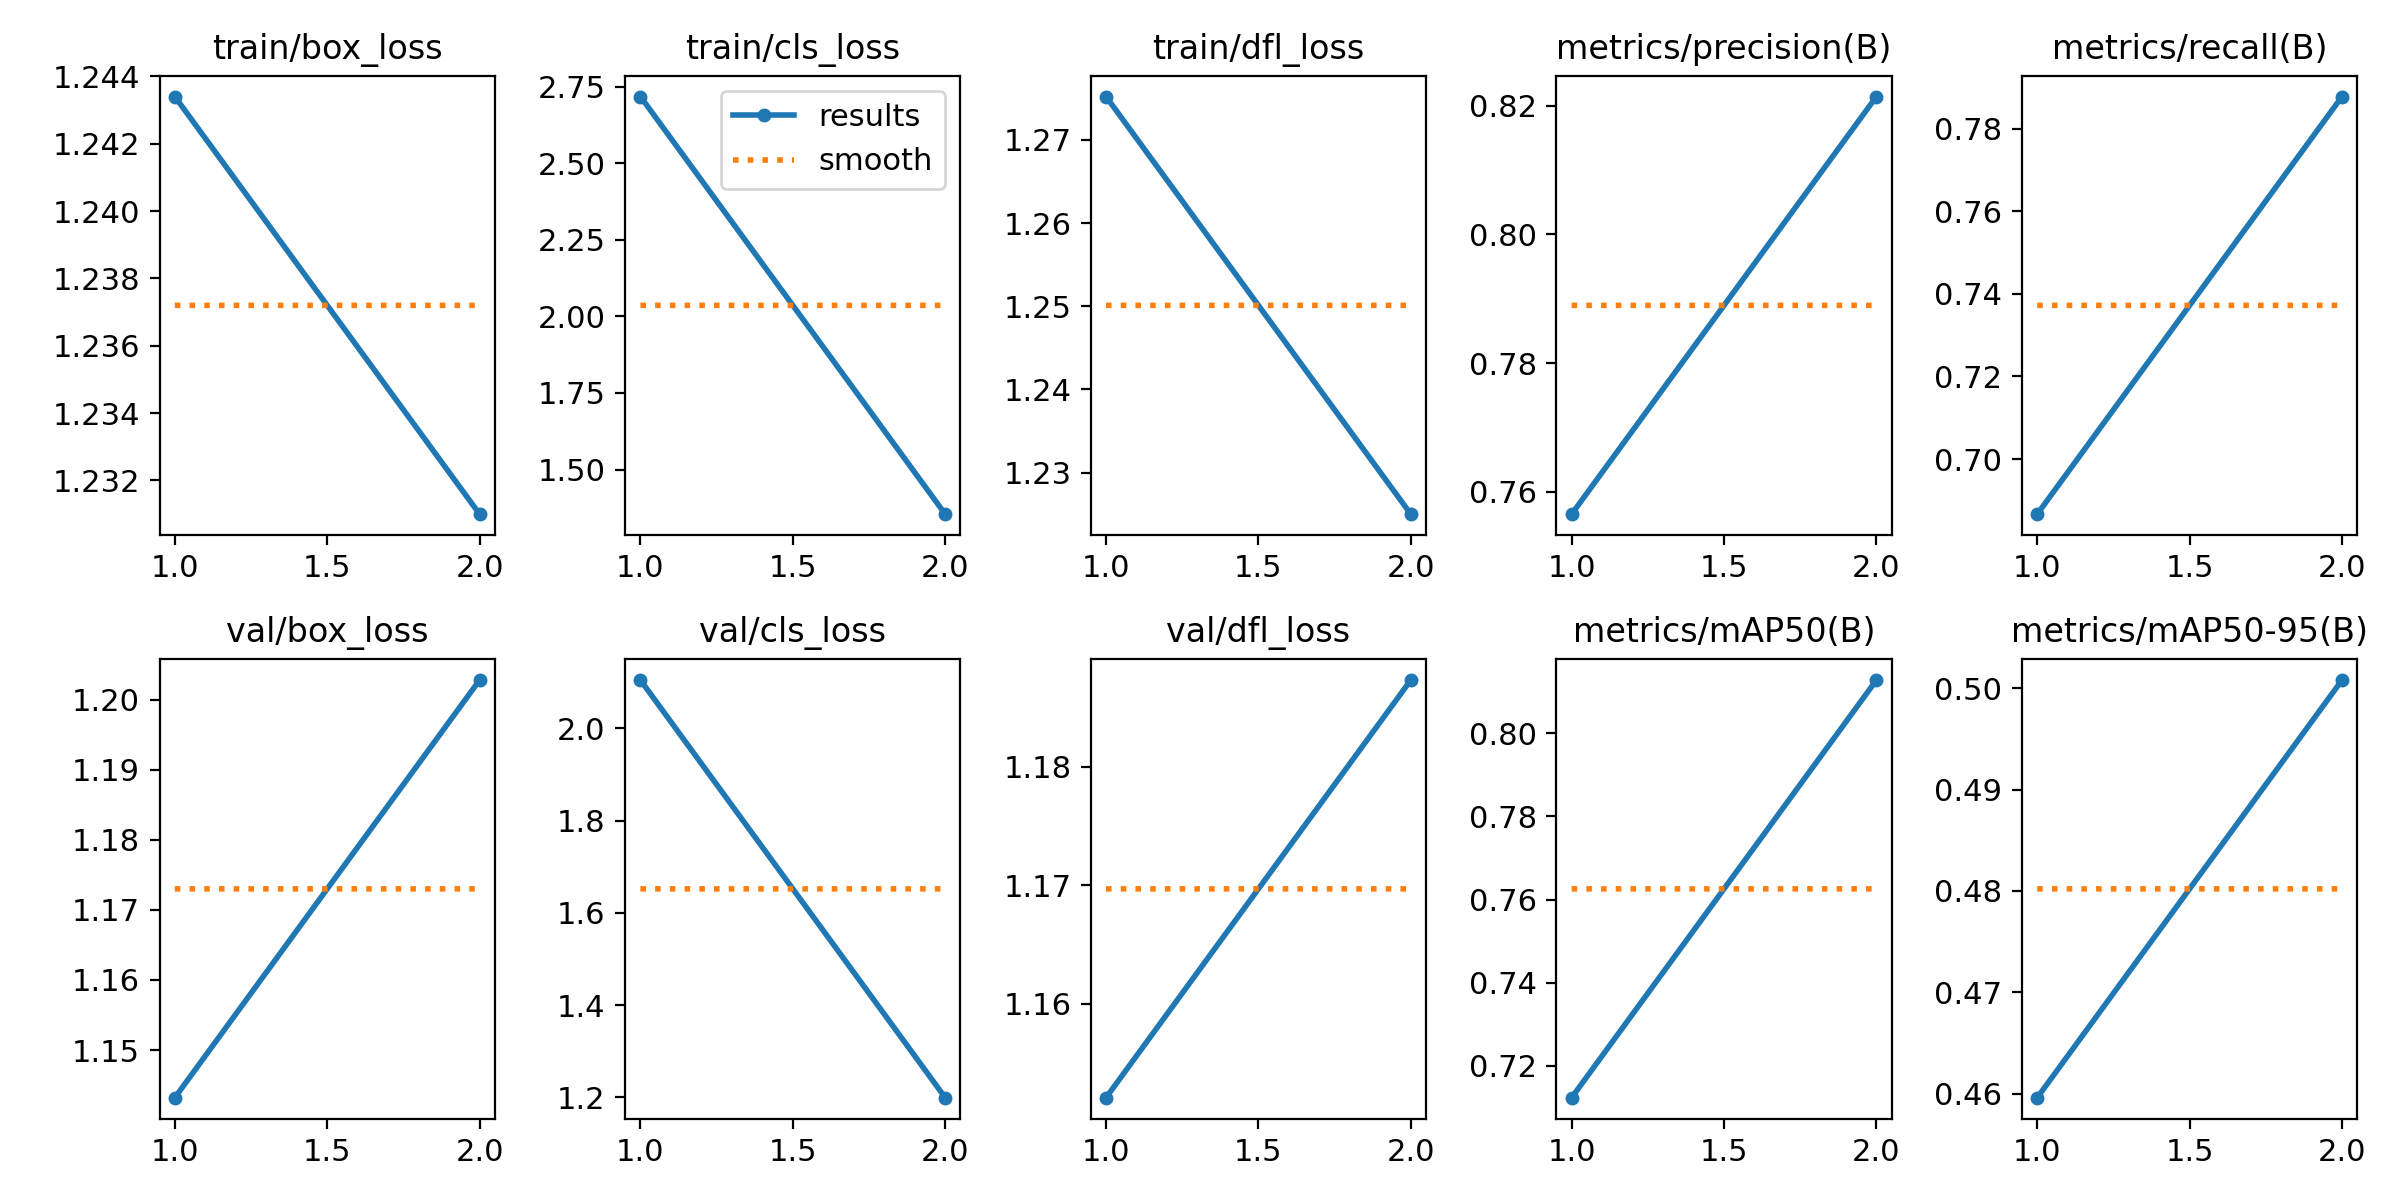 train/box_loss
1.244
1.242
1.240
1.238
1.236
1.234
1.232
1.0 1.5 2.0
train/cls_loss
2.75
2.50
2.25
2.00
1.75
1.50
results
smooth
1.0 1.5 2.0
train/dfl_loss
1.27
1.26
1.25
1.24
1.23
1.0 1.5 2.0
metrics/precision(B)
0.82
0.80
0.78
0.76
1.0 1.5 2.0
metrics/recall(B)
0.78
0.76
0.74
0.72
0.70
1.0 1.5 2.0
val/box_loss
1.20
1.19
1.18
1.17
1.16
1.15
1.0 1.5 2.0
val/cls_loss
2.0
1.8
1.6
1.4
1.2
1.0 1.5 2.0
val/dfl_loss
1.18
1.17
1.16
1.0 1.5 2.0
metrics/mAP50(B)
0.80
0.78
0.76
0.74
0.72
1.0 1.5 2.0
metrics/mAP50-95(B)
0.50
0.49
0.48
0.47
0.46
1.0 1.5 2.0